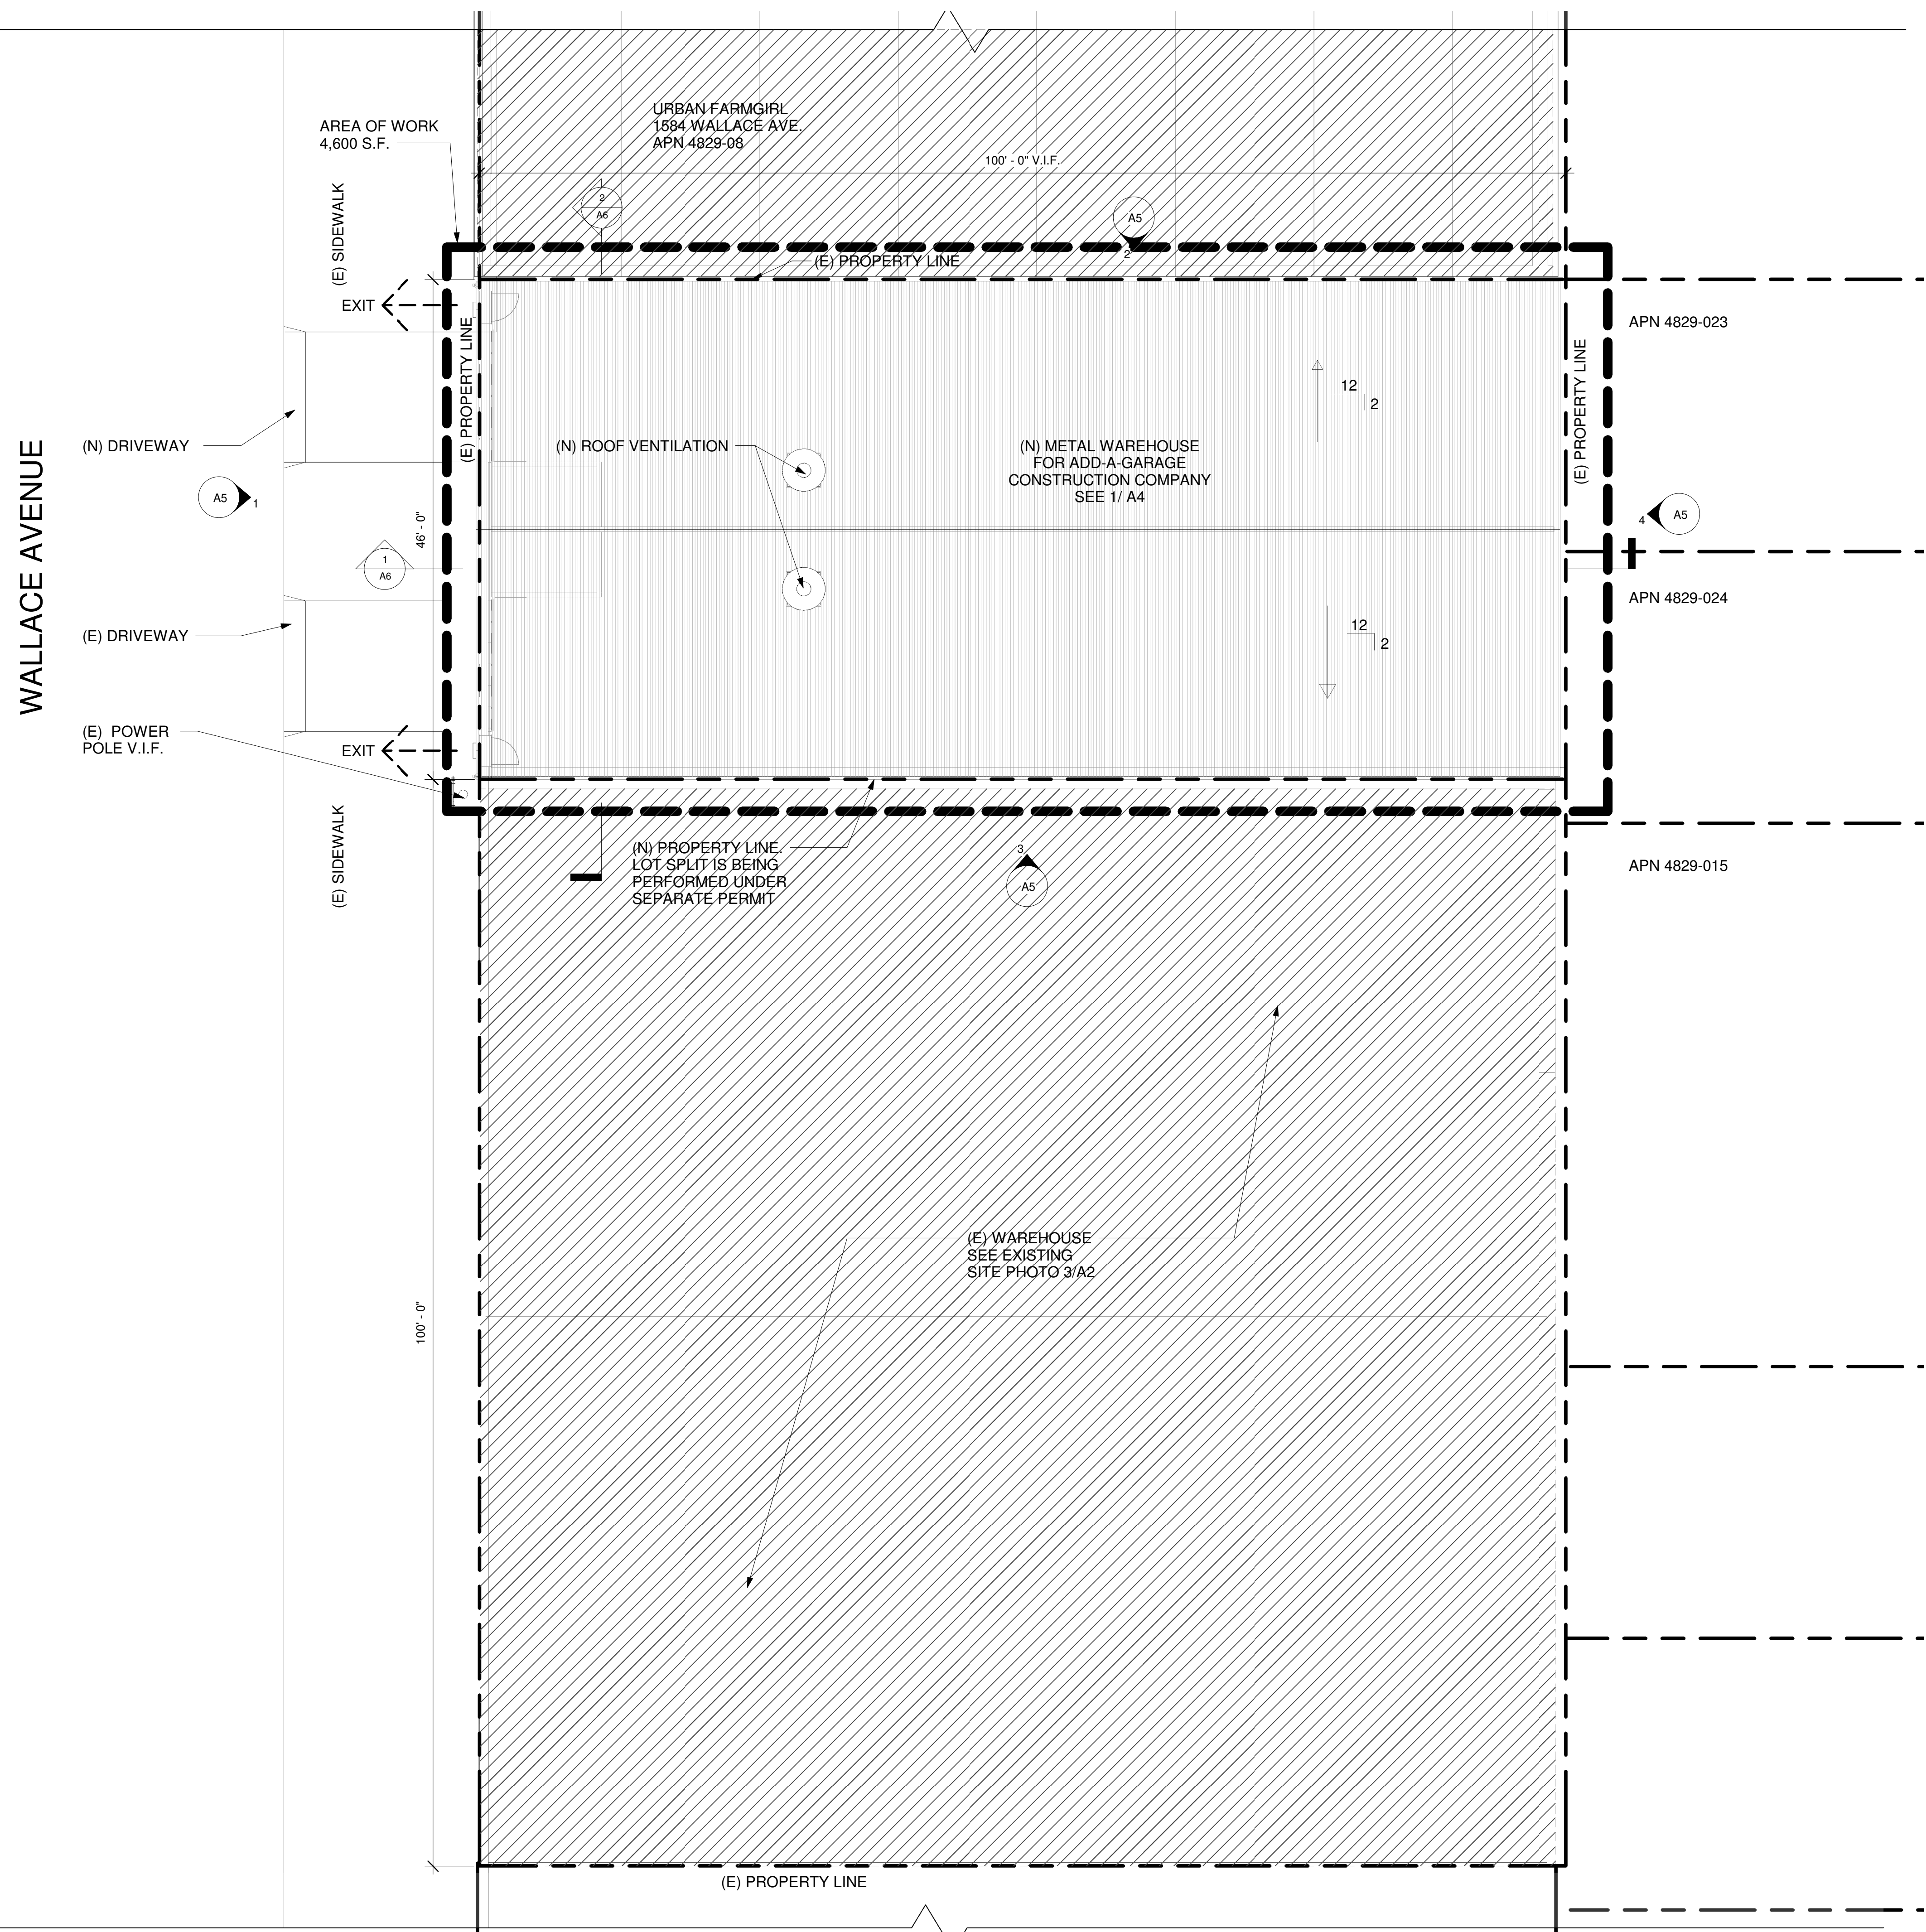 URBAN FARMGIRL
1584 WALLACE AVE.
APN 4829-08
AREA OF WORK
4,600 S.F.
100' - 0" V.I.F.
(E) SIDEWALK
2
A6
A5
2
(E) PROPERTY LINE
EXIT
(E) PROPERTY LINE
APN 4829-023
(E) PROPERTY LINE
12
2
(N) DRIVEWAY
(N) ROOF VENTILATION
(N) METAL WAREHOUSE
FOR ADD-A-GARAGE
CONSTRUCTION COMPANY
SEE 1/ A4
WALLACE AVENUE
A5
1
46' - 0"
4
A5
1
A6
APN 4829-024
(E) DRIVEWAY
12
2
(E) POWER
POLE V.I.F.
EXIT
(E) SIDEWALK
(N) PROPERTY LINE.
LOT SPLIT IS BEING
PERFORMED UNDER
SEPARATE PERMIT
3
A5
APN 4829-015
(E) WAREHOUSE
SEE EXISTING
SITE PHOTO 3/A2
100' - 0"
(E) PROPERTY LINE